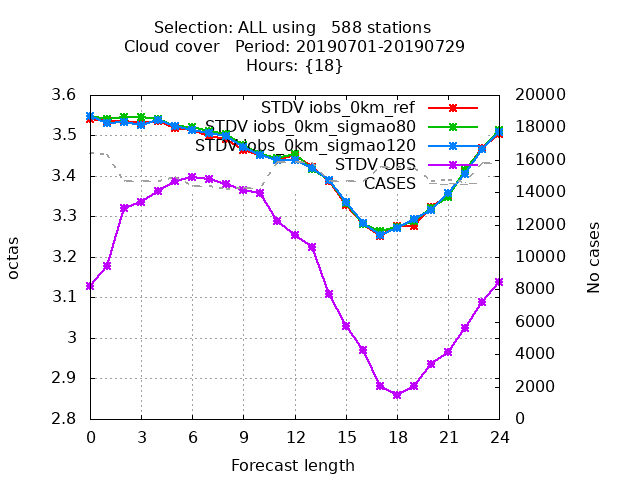 Selection: ALL using   588 stations
Cloud cover   Period: 20190701-20190729
Hours: {18}
3.6
3.5
3.4
3.3
3.2
3.1
3
2.9
2.8
octas
STDV iobs_0km_ref
STDV iobs_0km_sigmao80
STDV iobs_0km_sigmao120
STDV OBS
CASES
20000
18000
16000
14000
12000
10000
8000
6000
4000
2000
0
No cases
0 3 6 9 12 15 18 21 24
Forecast length